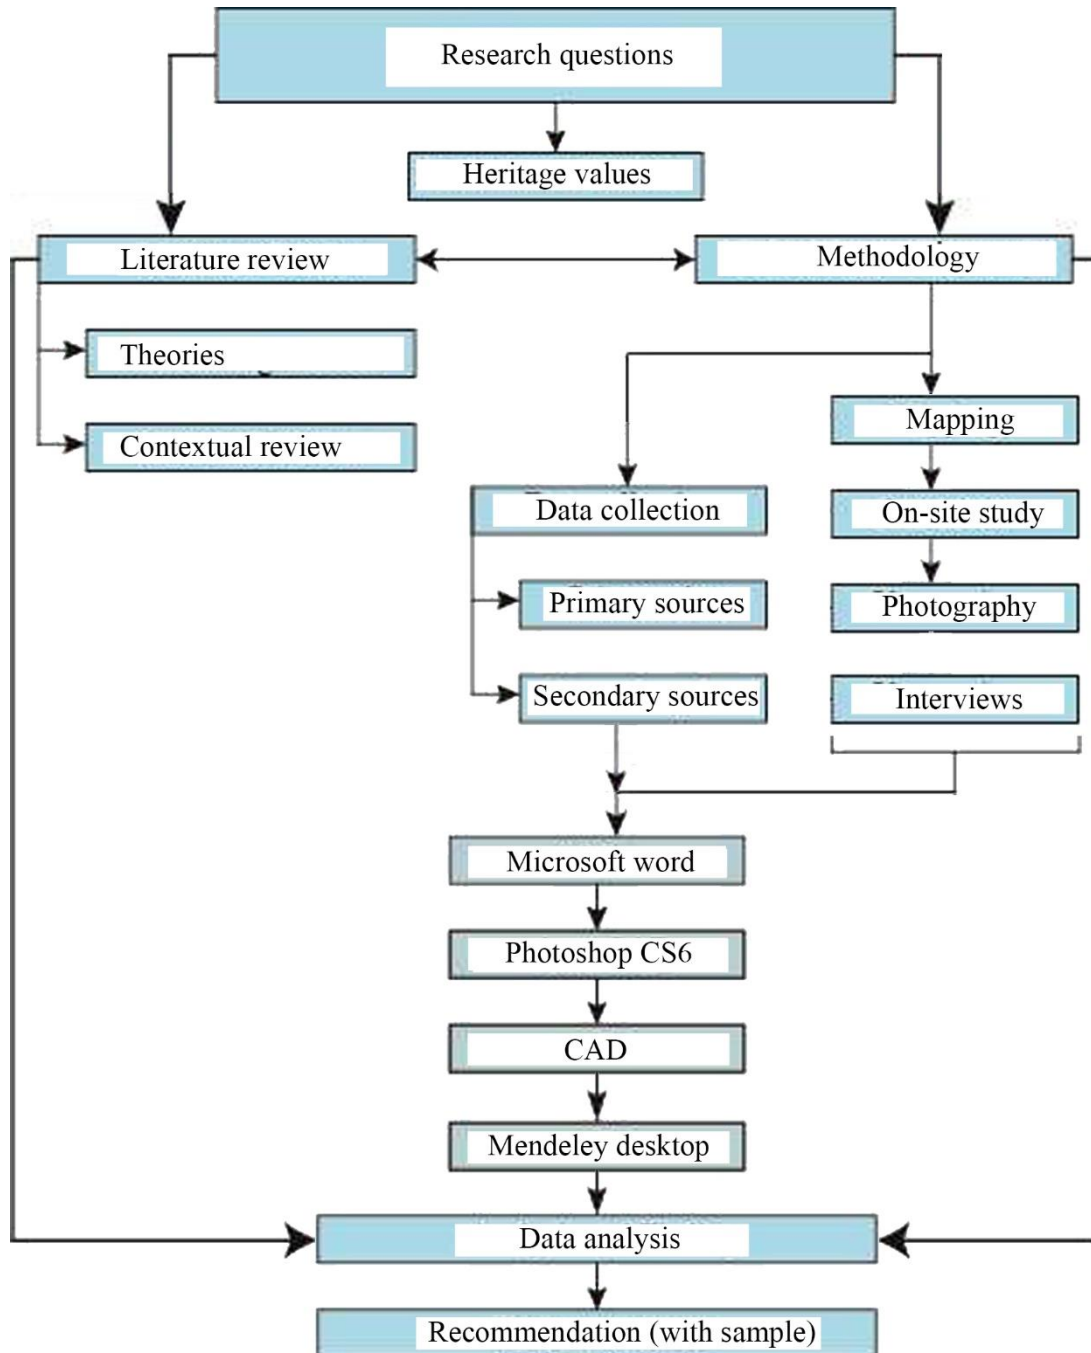 Research questions
Heritage values
Literature review
Methodology
Theories
Contextual review
Mapping
Data collection
On-site study
Primary sources
Photography
Secondary sources
Interviews
Microsoft word
Photoshop CS6
CAD
Mendeley desktop
Data analysis
Recommendation (with sample)